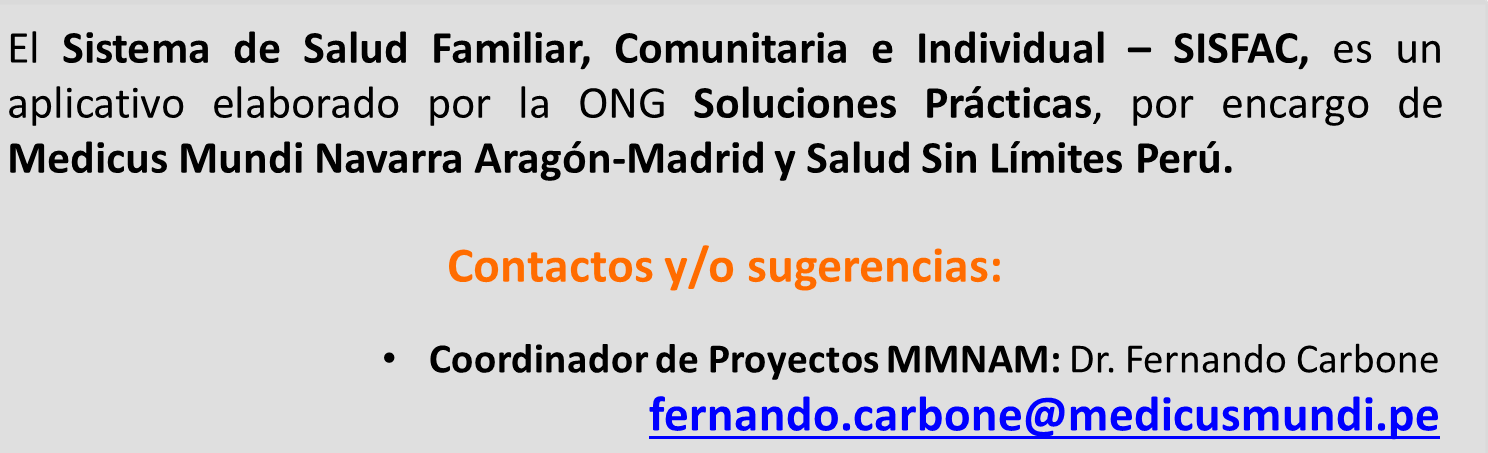 El Sistema de Salud Familiar, Comunitaria e Individual – SISFAC, es un
aplicativo elaborado por la ONG Soluciones Prácticas, por encargo de
Medicus Mundi Navarra Aragón-Madrid y Salud Sin Límites Perú.
Contactos y/o sugerencias:
• Coordinador de Proyectos MMNAM: Dr. Fernando Carbone
fernando.carbone@medicusmundi.pe